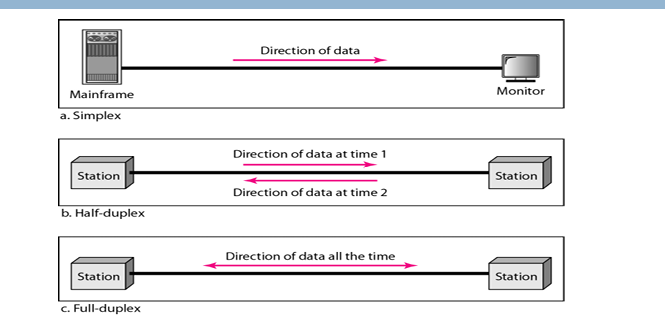 Direction of data
Mainframe
Monitor
a. Simplex
Direction of data at time 1
Station
Station
Direction of data at time 2
b. Half-duplex
Direction of data all the time
Station
Station
c. Full-duplex